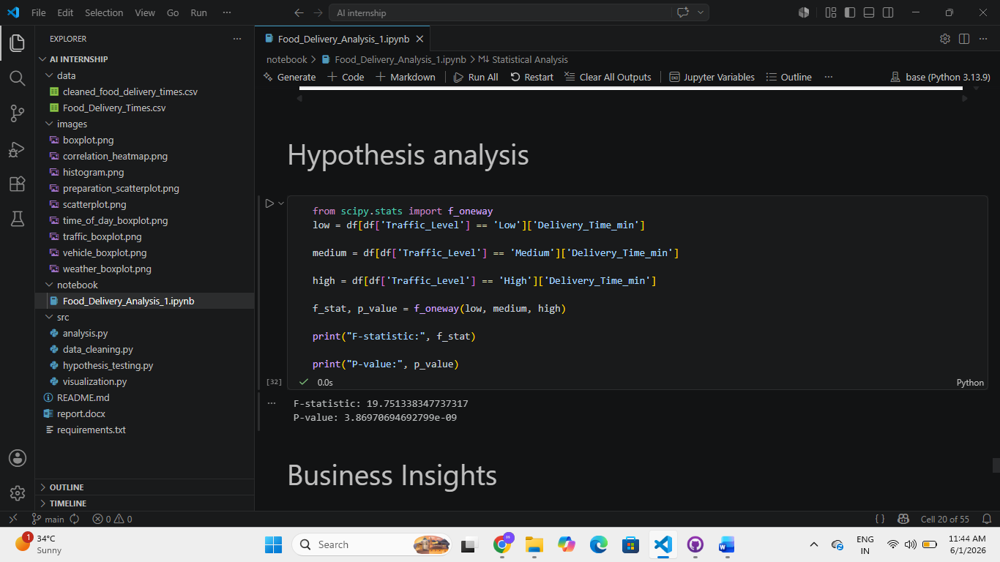 File Edit Selection View Go Run ···
AI internship
EXPLORER ···
AI INTERNSHIP
data
cleaned_food_delivery_times.csv
Food_Delivery_Times.csv
images
boxplot.png
correlation_heatmap.png
histogram.png
preparation_scatterplot.png
scatterplot.png
time_of_day_boxplot.png
traffic_boxplot.png
vehicle_boxplot.png
weather_boxplot.png
notebook
Food_Delivery_Analysis_1.ipynb
src
analysis.py
data_cleaning.py
hypothesis_testing.py
visualization.py
README.md
report.docx
requirements.txt
OUTLINE
TIMELINE
Food_Delivery_Analysis_1.ipynb
notebook > Food_Delivery_Analysis_1.ipynb > M↓ Statistical Analysis
Generate + Code + Markdown Run All Restart Clear All Outputs Jupyter Variables Outline ··· base (Python 3.13.9)
Hypothesis analysis
from scipy.stats import f_oneway
low = df[df['Traffic_Level'] == 'Low']['Delivery_Time_min']
medium = df[df['Traffic_Level'] == 'Medium']['Delivery_Time_min']
high = df[df['Traffic_Level'] == 'High']['Delivery_Time_min']
f_stat, p_value = f_oneway(low, medium, high)
print("F-statistic:", f_stat)
print("P-value:", p_value)
[32] 0.0s Python
··· F-statistic: 19.751338347737317
P-value: 3.86970694692799e-09
Business Insights
main 0 0 { } Cell 20 of 55
1
34°C
Sunny
Search
ENG
IN
11:44 AM
6/1/2026